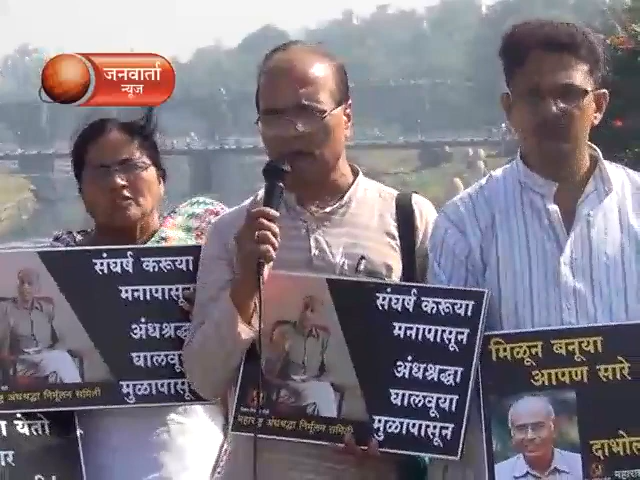 जनवार्ता
न्यूज
संघर्ष करूया
मनापासून
अंधश्रद्धा
घालवूया
मुळापासून
अंधश्रद्धा निर्मूलन समिती
येतो
संघर्ष करूया
मनापासून
अंधश्रद्धा
घालवूया
मुळापासून
अंधश्रद्धा निर्मूलन समिती
मिळून बनूया
आपण सारे